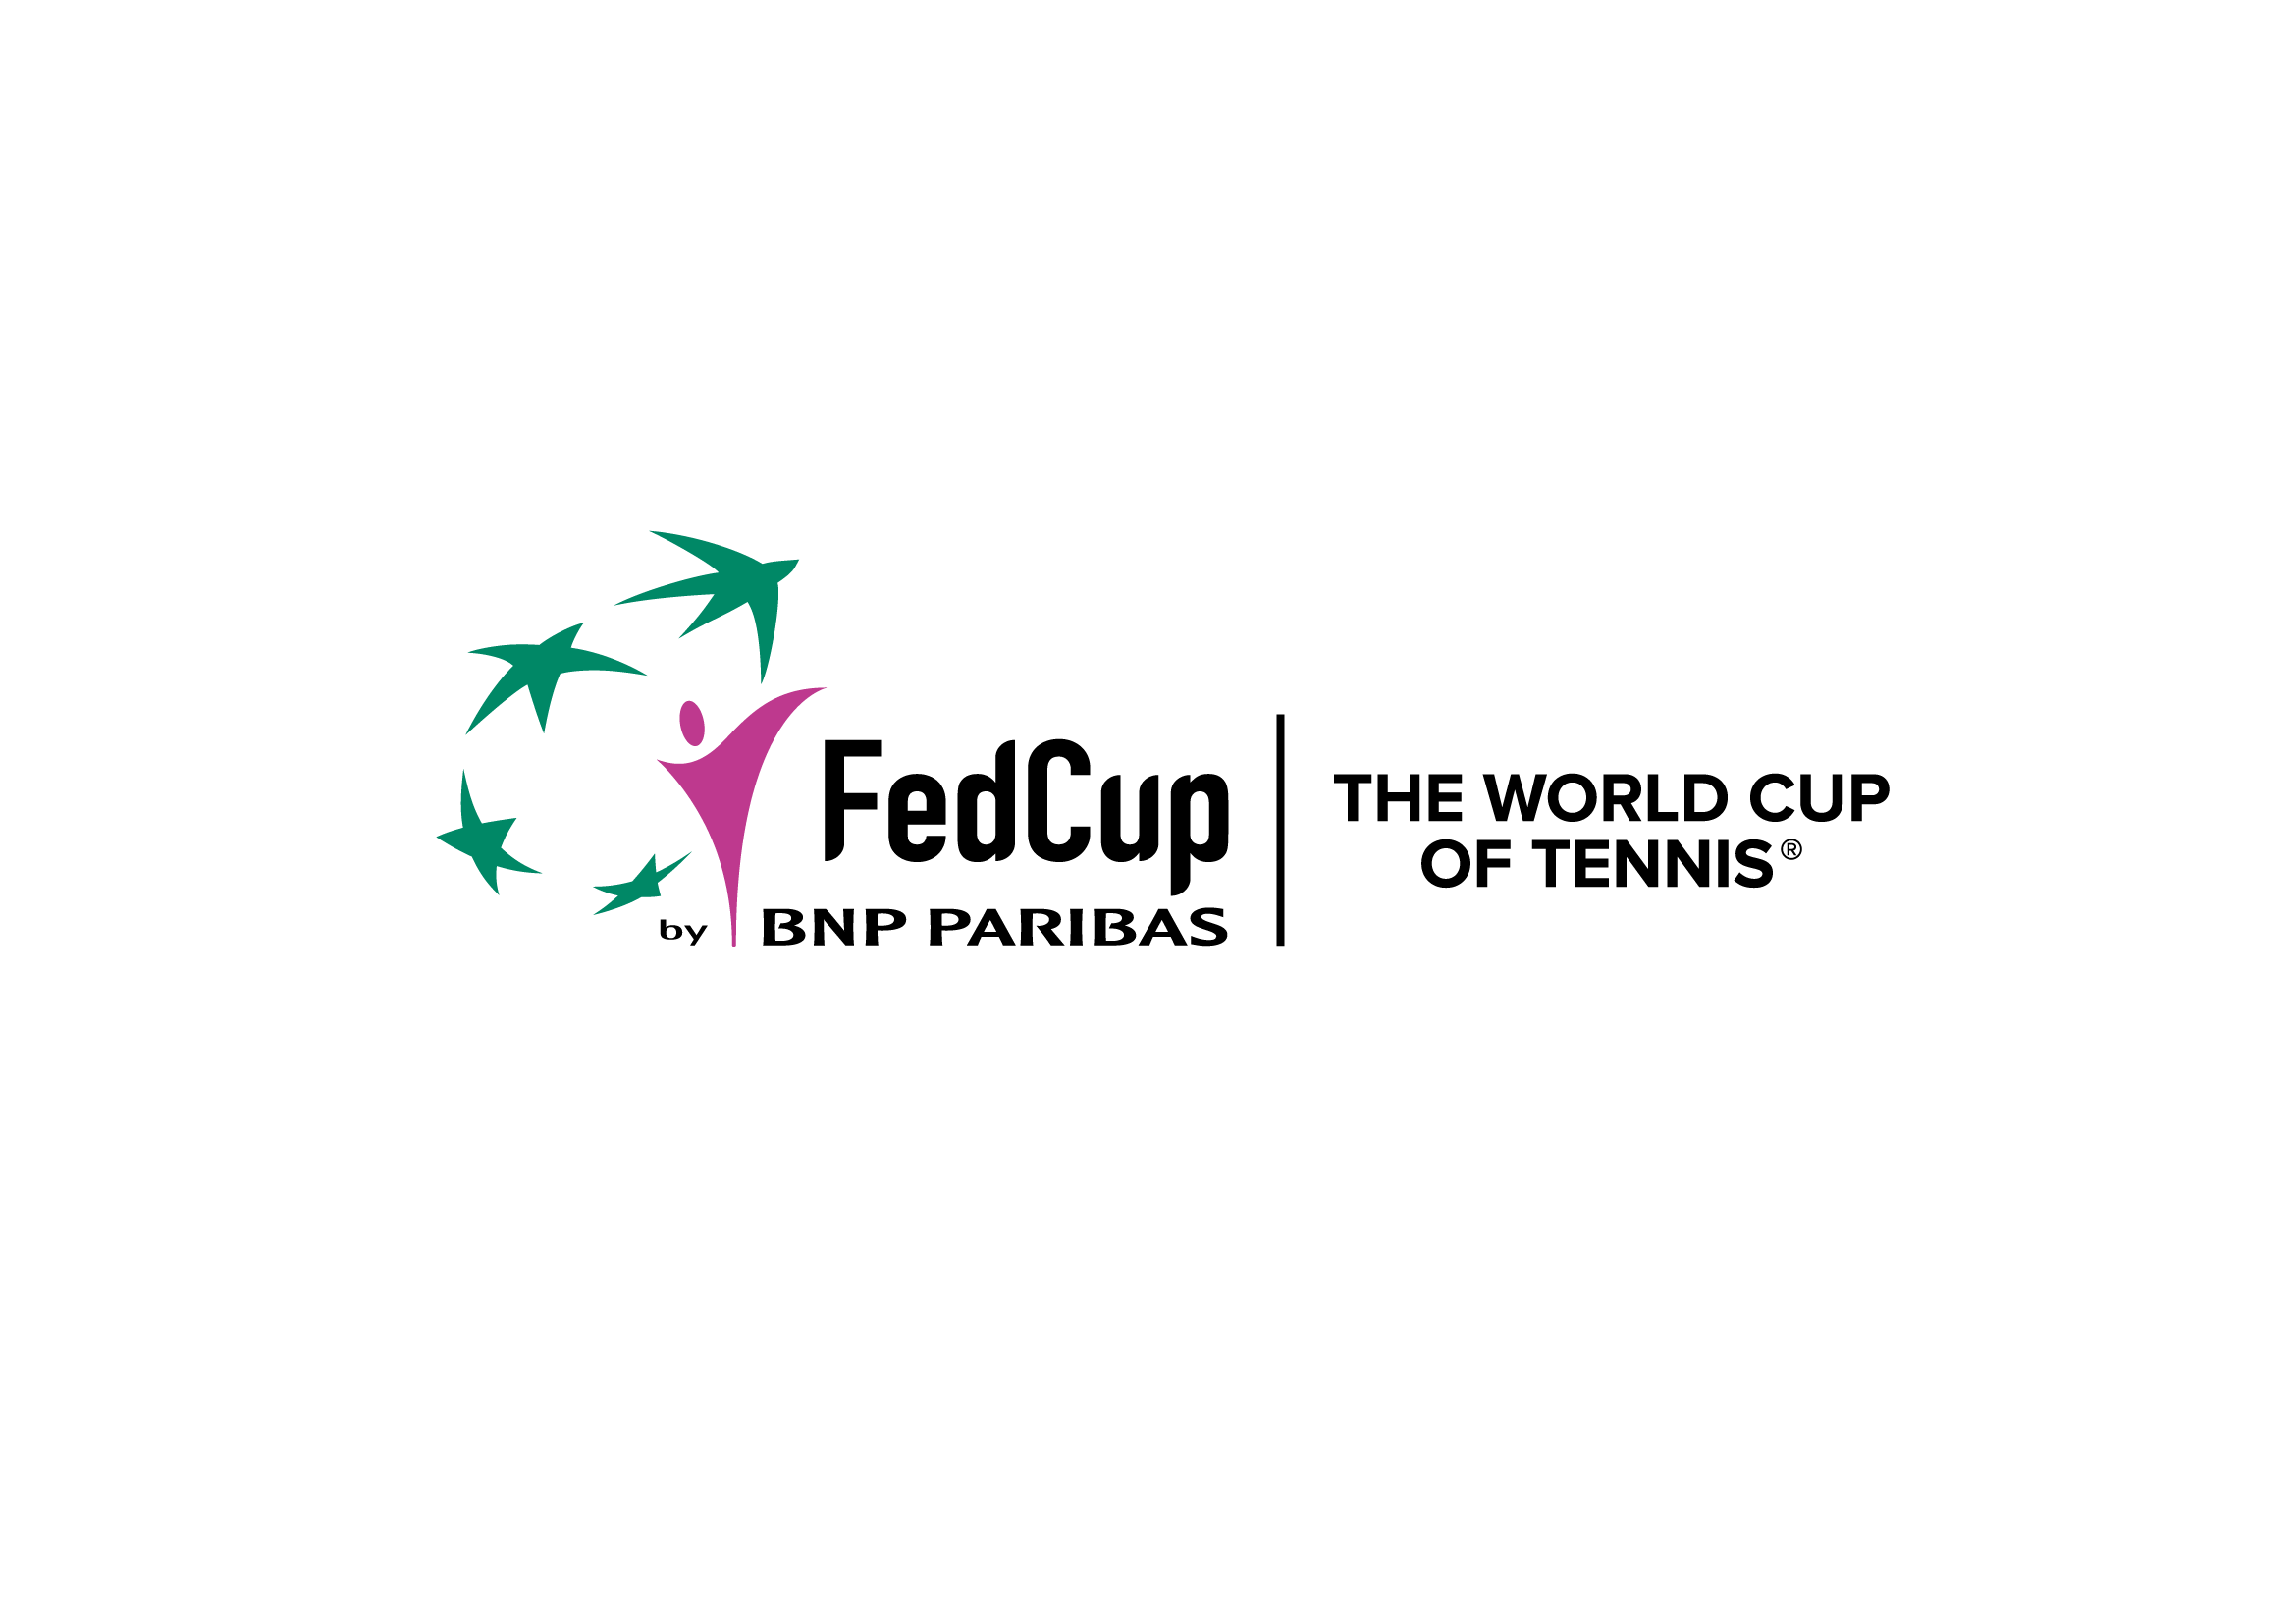 FedCup
by BNP PARIBAS
THE WORLD CUP
OF TENNIS®